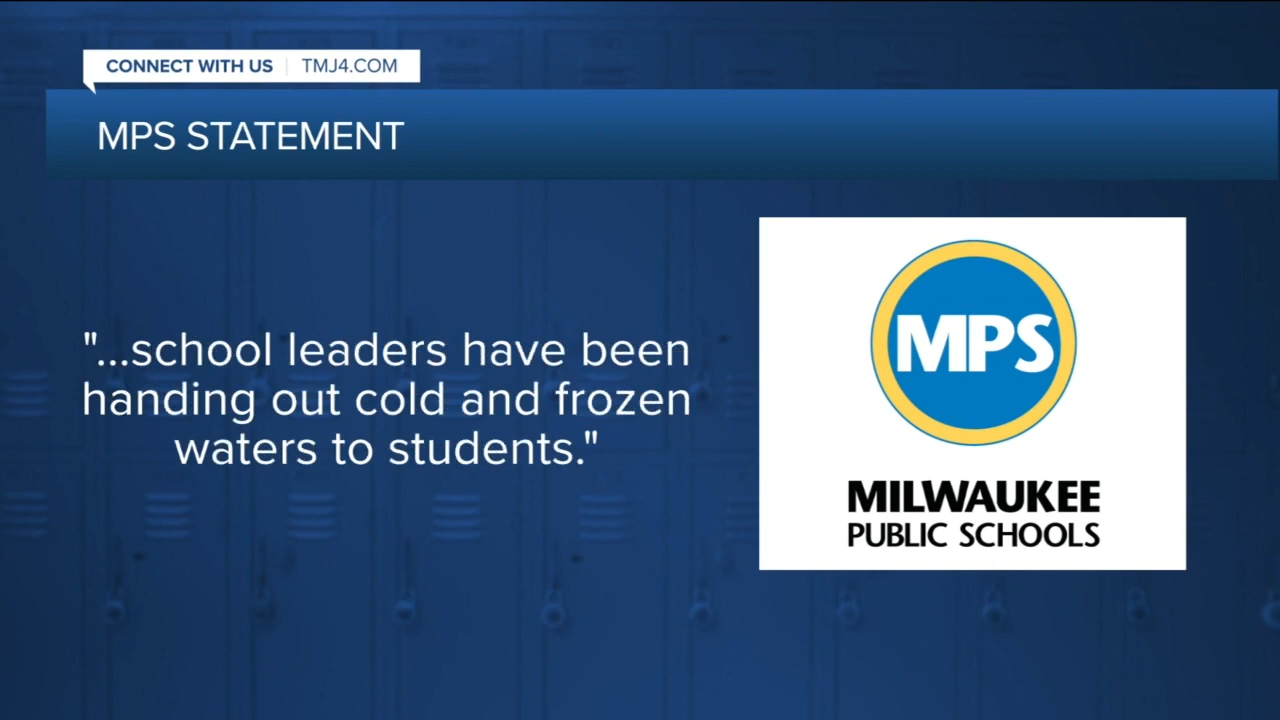 CONNECT WITH US | TMJ4.COM
MPS STATEMENT
"...school leaders have been
handing out cold and frozen
waters to students."
MPS
MILWAUKEE
PUBLIC SCHOOLS